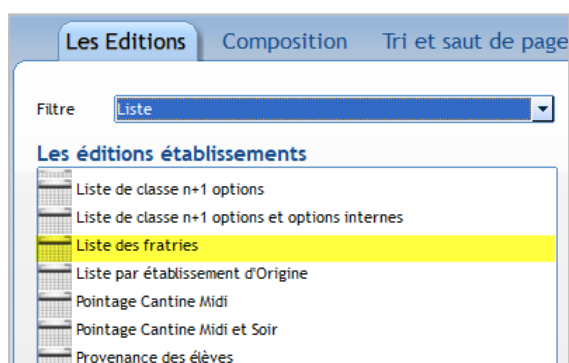 Les Editions Composition Tri et saut de page
Filtre Liste
Les éditions établissements
Liste de classe n+1 options
Liste de classe n+1 options et options internes
Liste des fratries
Liste par établissement d'Origine
Pointage Cantine Midi
Pointage Cantine Midi et Soir
Provenance des élèves